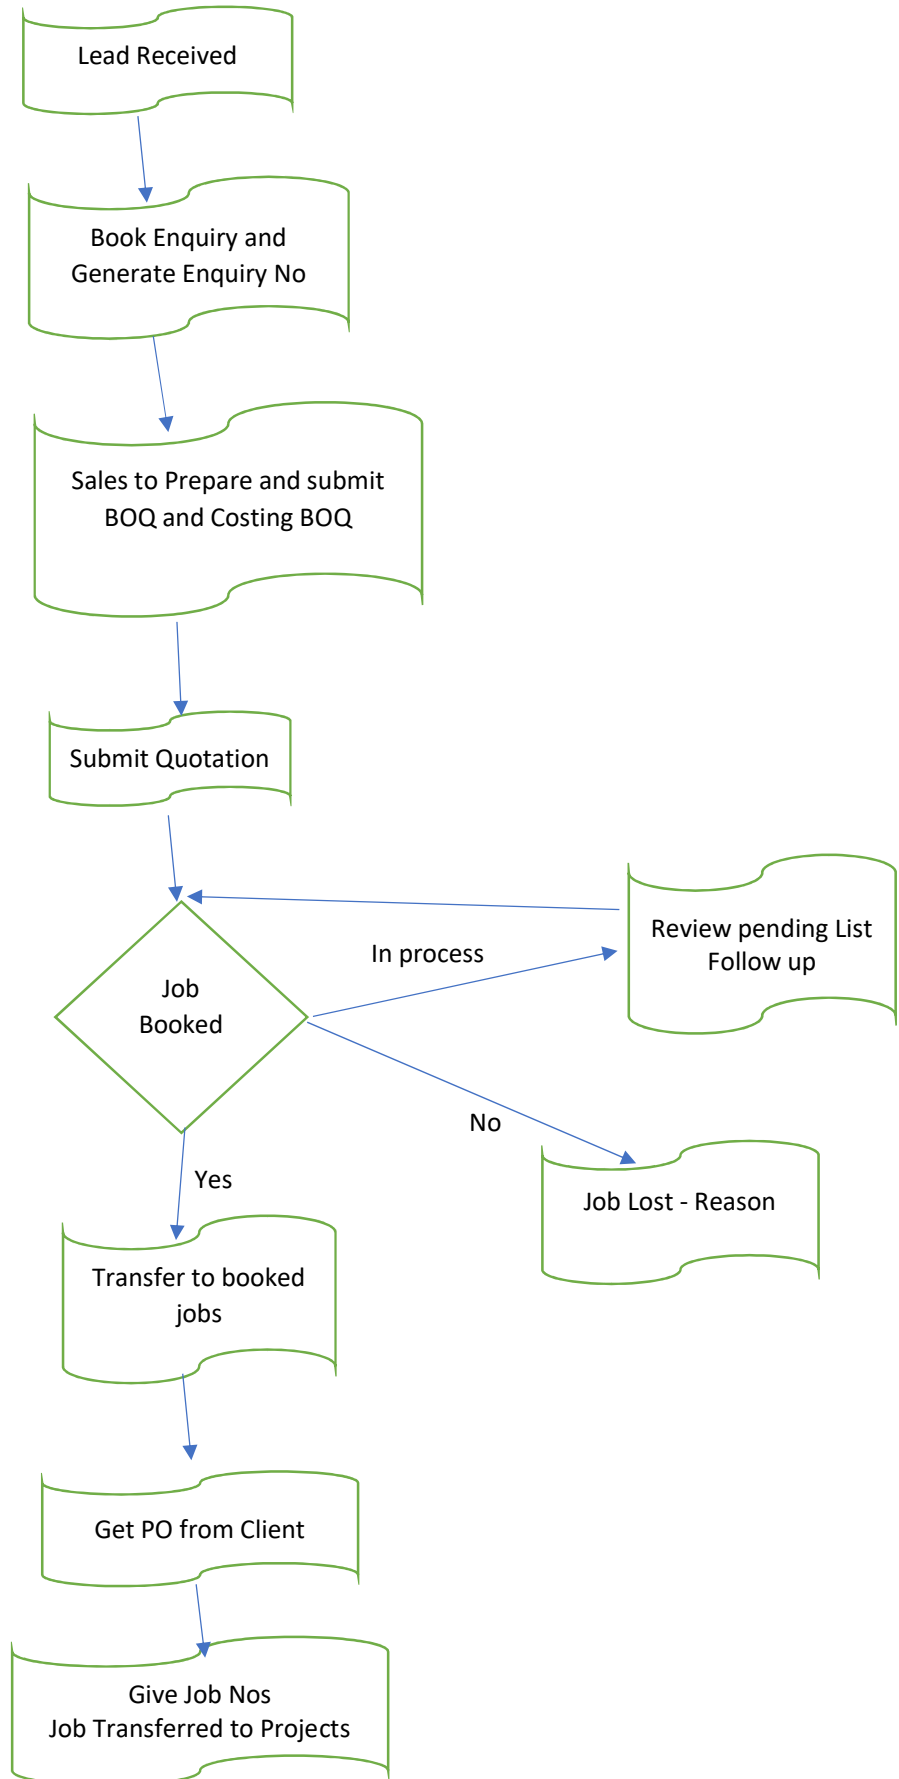 Lead Received
Book Enquiry and
Generate Enquiry No
Sales to Prepare and submit
BOQ and Costing BOQ
Submit Quotation
Review pending List
Follow up
In process
Job
Booked
No
Yes
Job Lost - Reason
Transfer to booked
jobs
Get PO from Client
Give Job Nos
Job Transferred to Projects